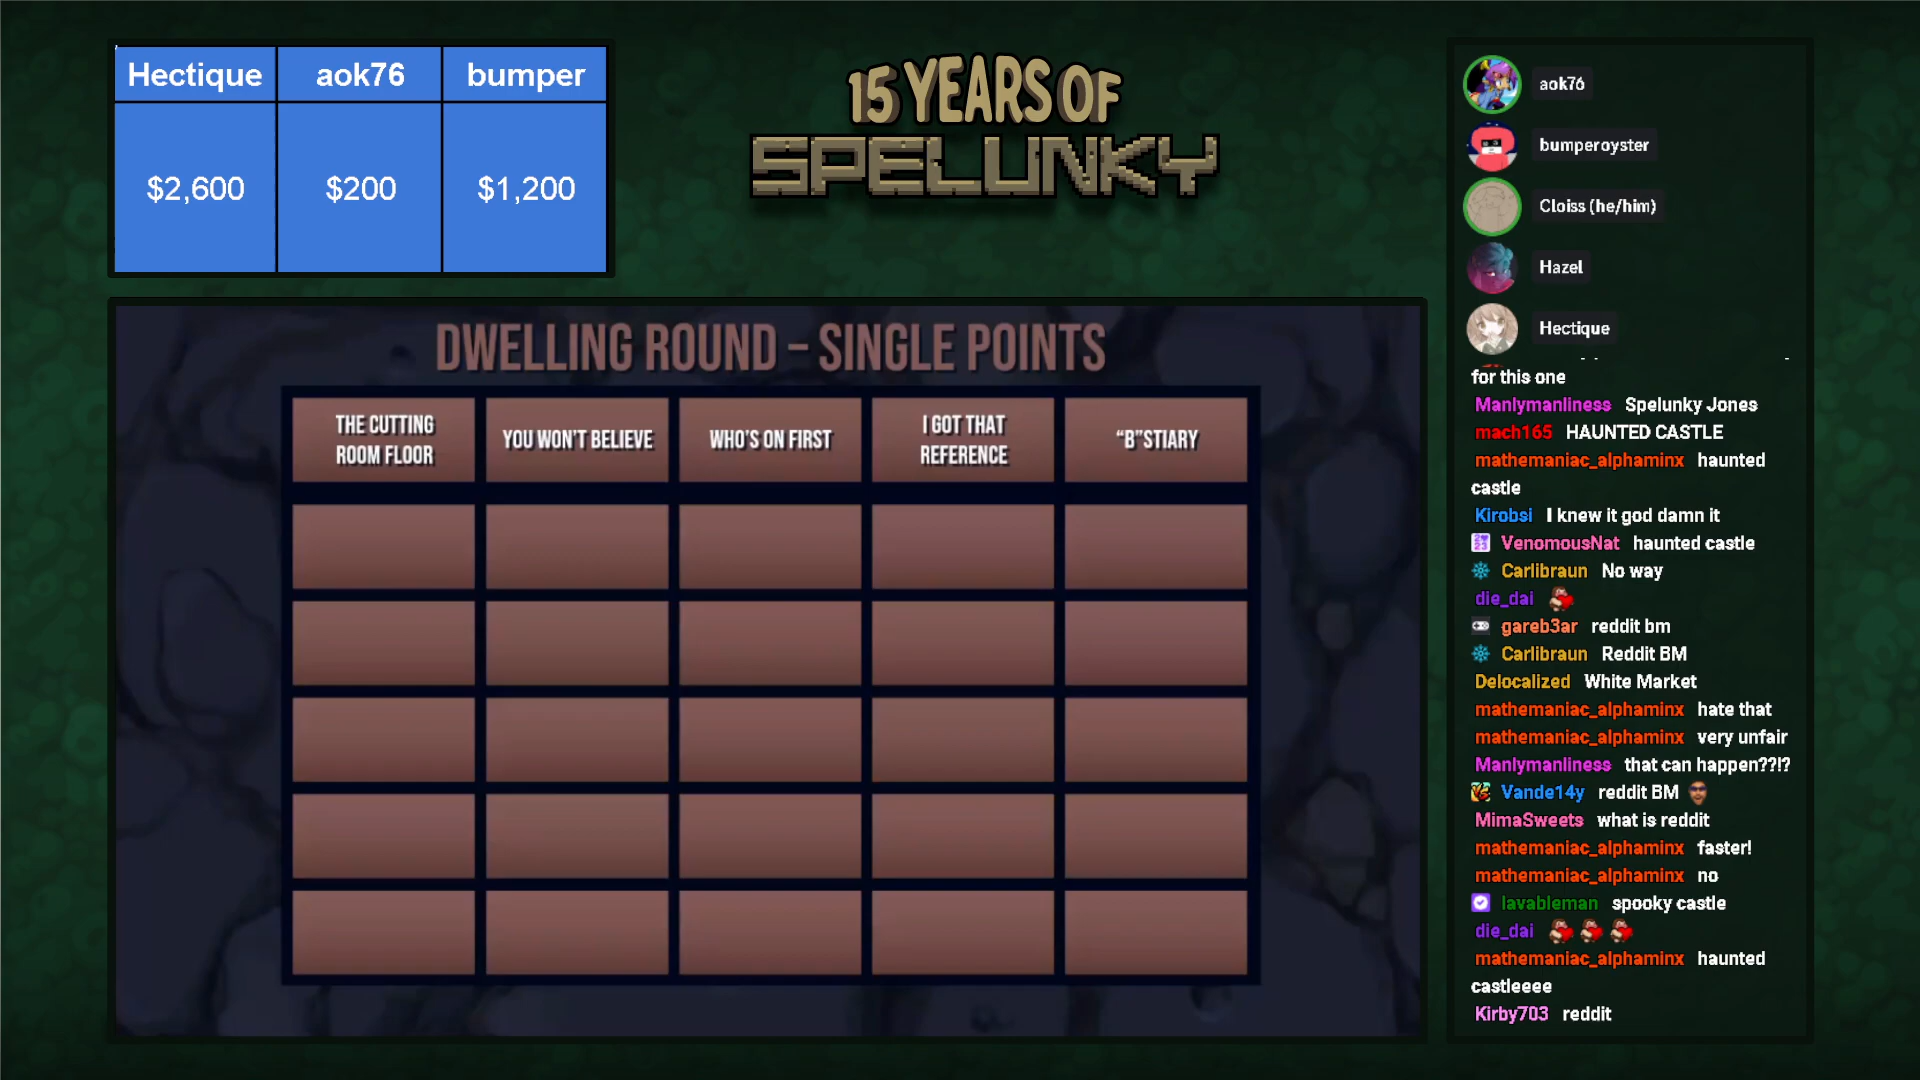 Hectique
aok76
bumper
$2,600
$200
$1,200
15 YEARS OF
SPELUNKY
DWELLING ROUND - SINGLE POINTS
THE CUTTING
ROOM FLOOR
YOU WON'T BELIEVE
WHO'S ON FIRST
I GOT THAT
REFERENCE
"B"STIARY
aok76
bumperoyster
Cloiss (he/him)
Hazel
Hectique
for this one
Manlymanliness Spelunky Jones
mach165 HAUNTED CASTLE
mathemaniac_alphaminx haunted
castle
Kirobsi I knew it god damn it
VenomousNat haunted castle
Carlibraun No way
die_dai
gareb3ar reddit bm
Carlibraun Reddit BM
Delocalized White Market
mathemaniac_alphaminx hate that
mathemaniac_alphaminx very unfair
Manlymanliness that can happen??!?
Vande14y reddit BM
MimaSweets what is reddit
mathemaniac_alphaminx faster!
mathemaniac_alphaminx no
lavableman spooky castle
die_dai
mathemaniac_alphaminx haunted
castleeee
Kirby703 reddit